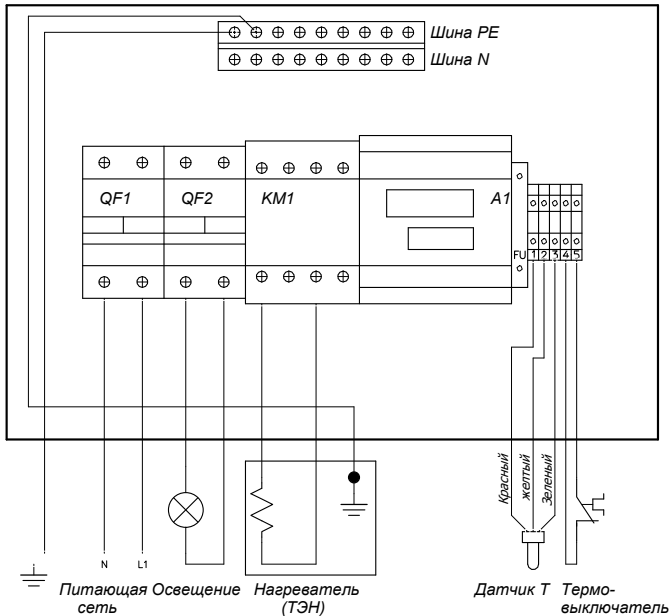 Шина PE
Шина N
QF1
QF2
KM1
A1
FU
1 2 3 4 5
Красный
желтый
Зеленый
N
L1
Питающая сеть
Освещение
Нагреватель
(ТЭН)
Датчик T
Термо-
выключатель